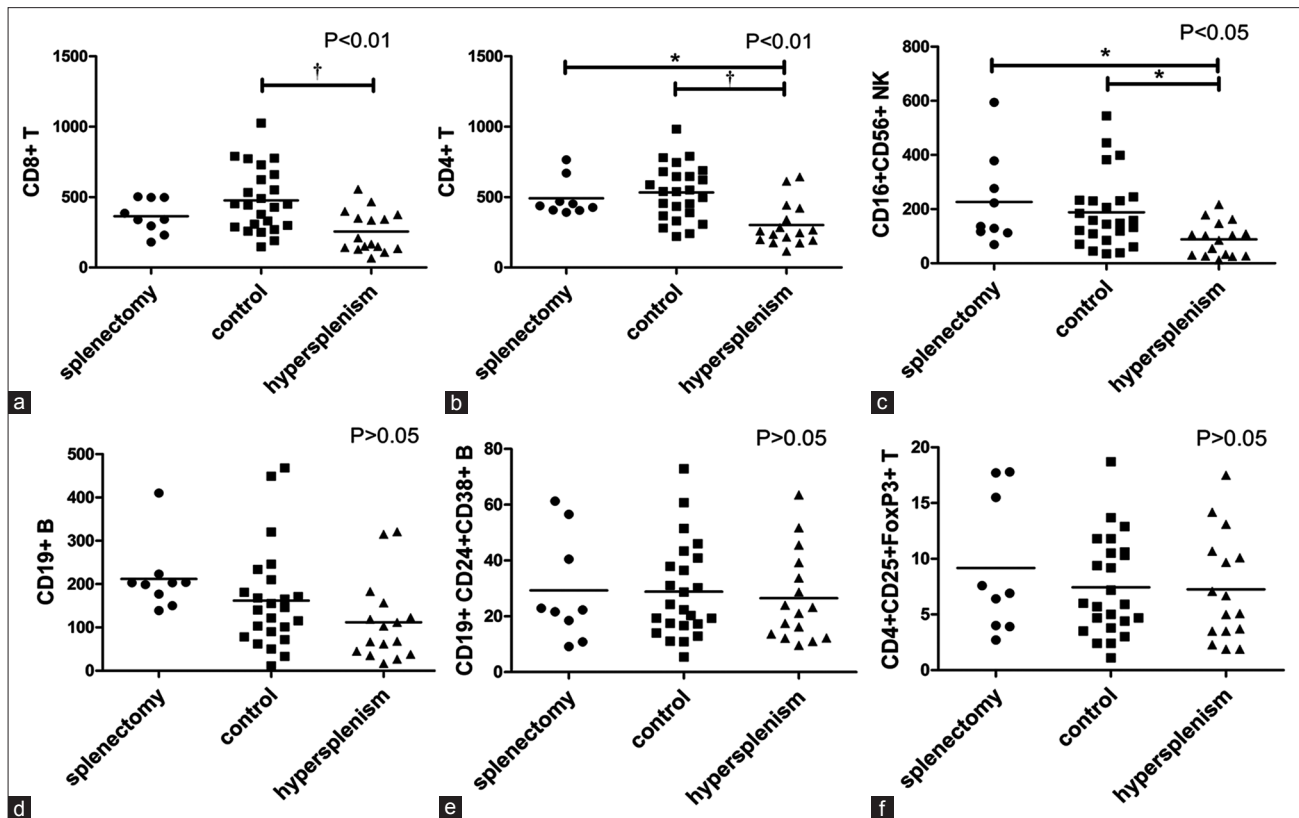 P<0.01
†
1500
1000
500
0
CD8+ T
splenectomy
control
hypersplenism
a
P<0.01
*
†
1500
1000
500
0
CD4+ T
splenectomy
control
hypersplenism
b
P<0.05
*
*
800
600
400
200
0
CD16+CD56+ NK
splenectomy
control
hypersplenism
c
P>0.05
500
400
300
200
100
0
CD19+ B
splenectomy
control
hypersplenism
d
P>0.05
80
60
40
20
0
CD19+ CD24+CD38+ B
splenectomy
control
hypersplenism
e
P>0.05
20
15
10
5
0
CD4+CD25+FoxP3+ T
splenectomy
control
hypersplenism
f